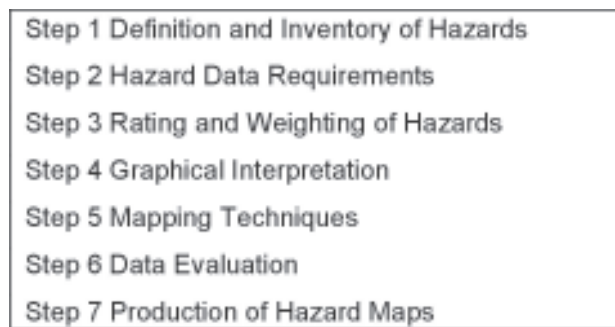 Step 1 Definition and Inventory of Hazards
Step 2 Hazard Data Requirements
Step 3 Rating and Weighting of Hazards
Step 4 Graphical Interpretation
Step 5 Mapping Techniques
Step 6 Data Evaluation
Step 7 Production of Hazard Maps